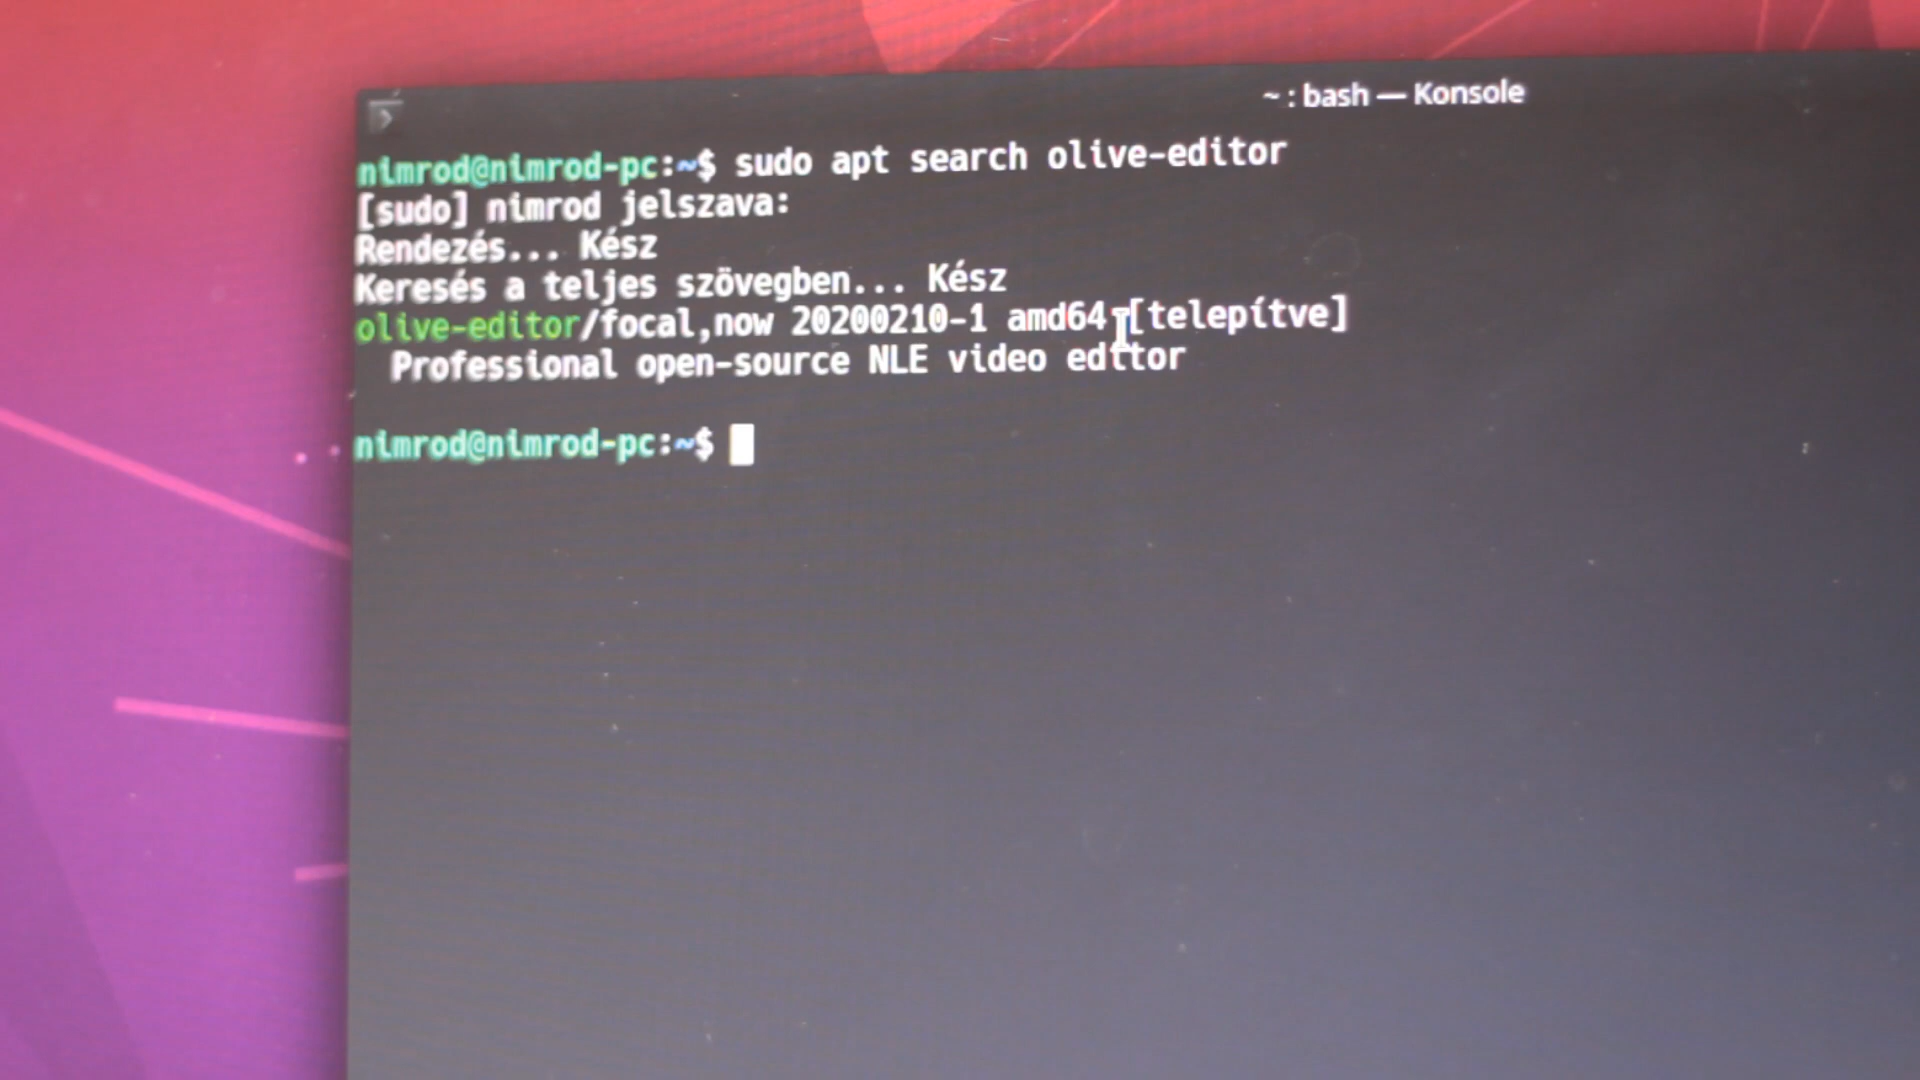 ~ : bash — Konsole
nimrod@nimrod-pc:~$ sudo apt search olive-editor
[sudo] nimrod jelszava:
Rendezés... Kész
Keresés a teljes szövegben... Kész
olive-editor/focal,now 20200210-1 amd64 [telepítve]
  Professional open-source NLE video editor
nimrod@nimrod-pc:~$